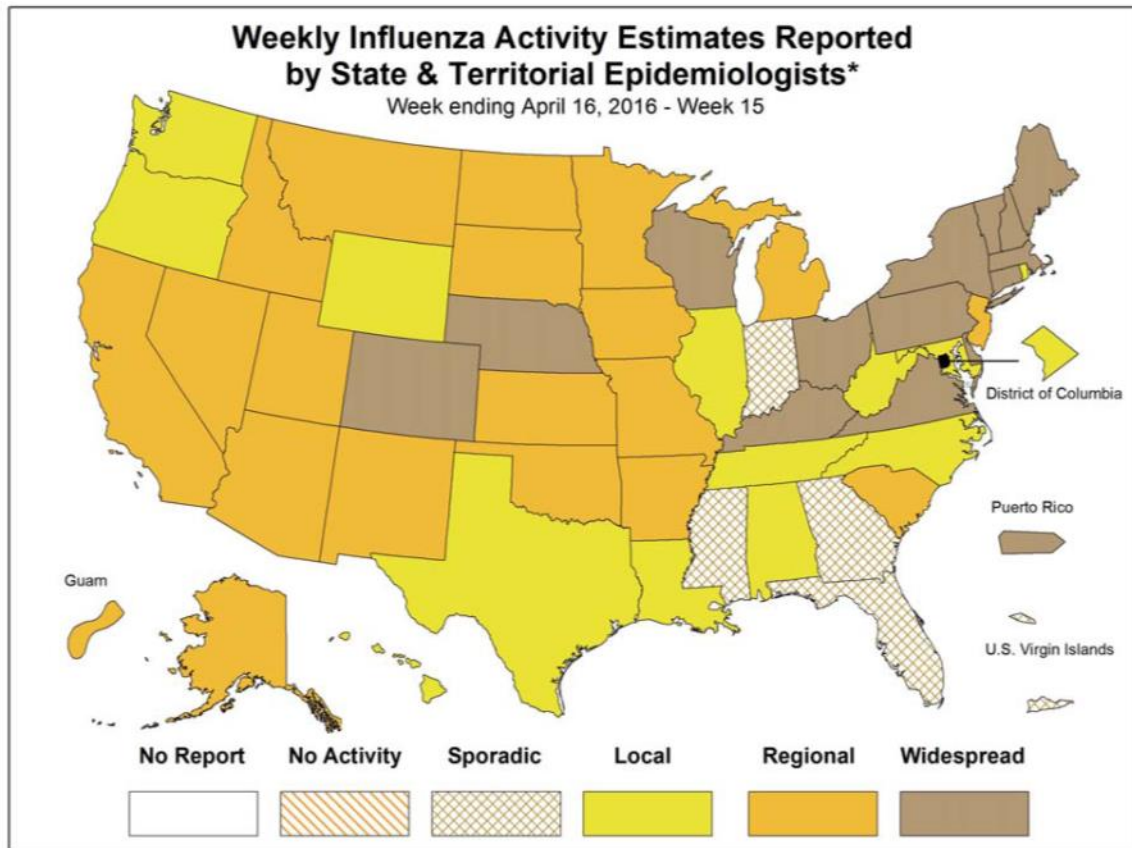 Weekly Influenza Activity Estimates Reported
by State & Territorial Epidemiologists*
Week ending April 16, 2016 - Week 15
District of Columbia
Puerto Rico
Guam
U.S. Virgin Islands
No Report No Activity Sporadic Local Regional Widespread